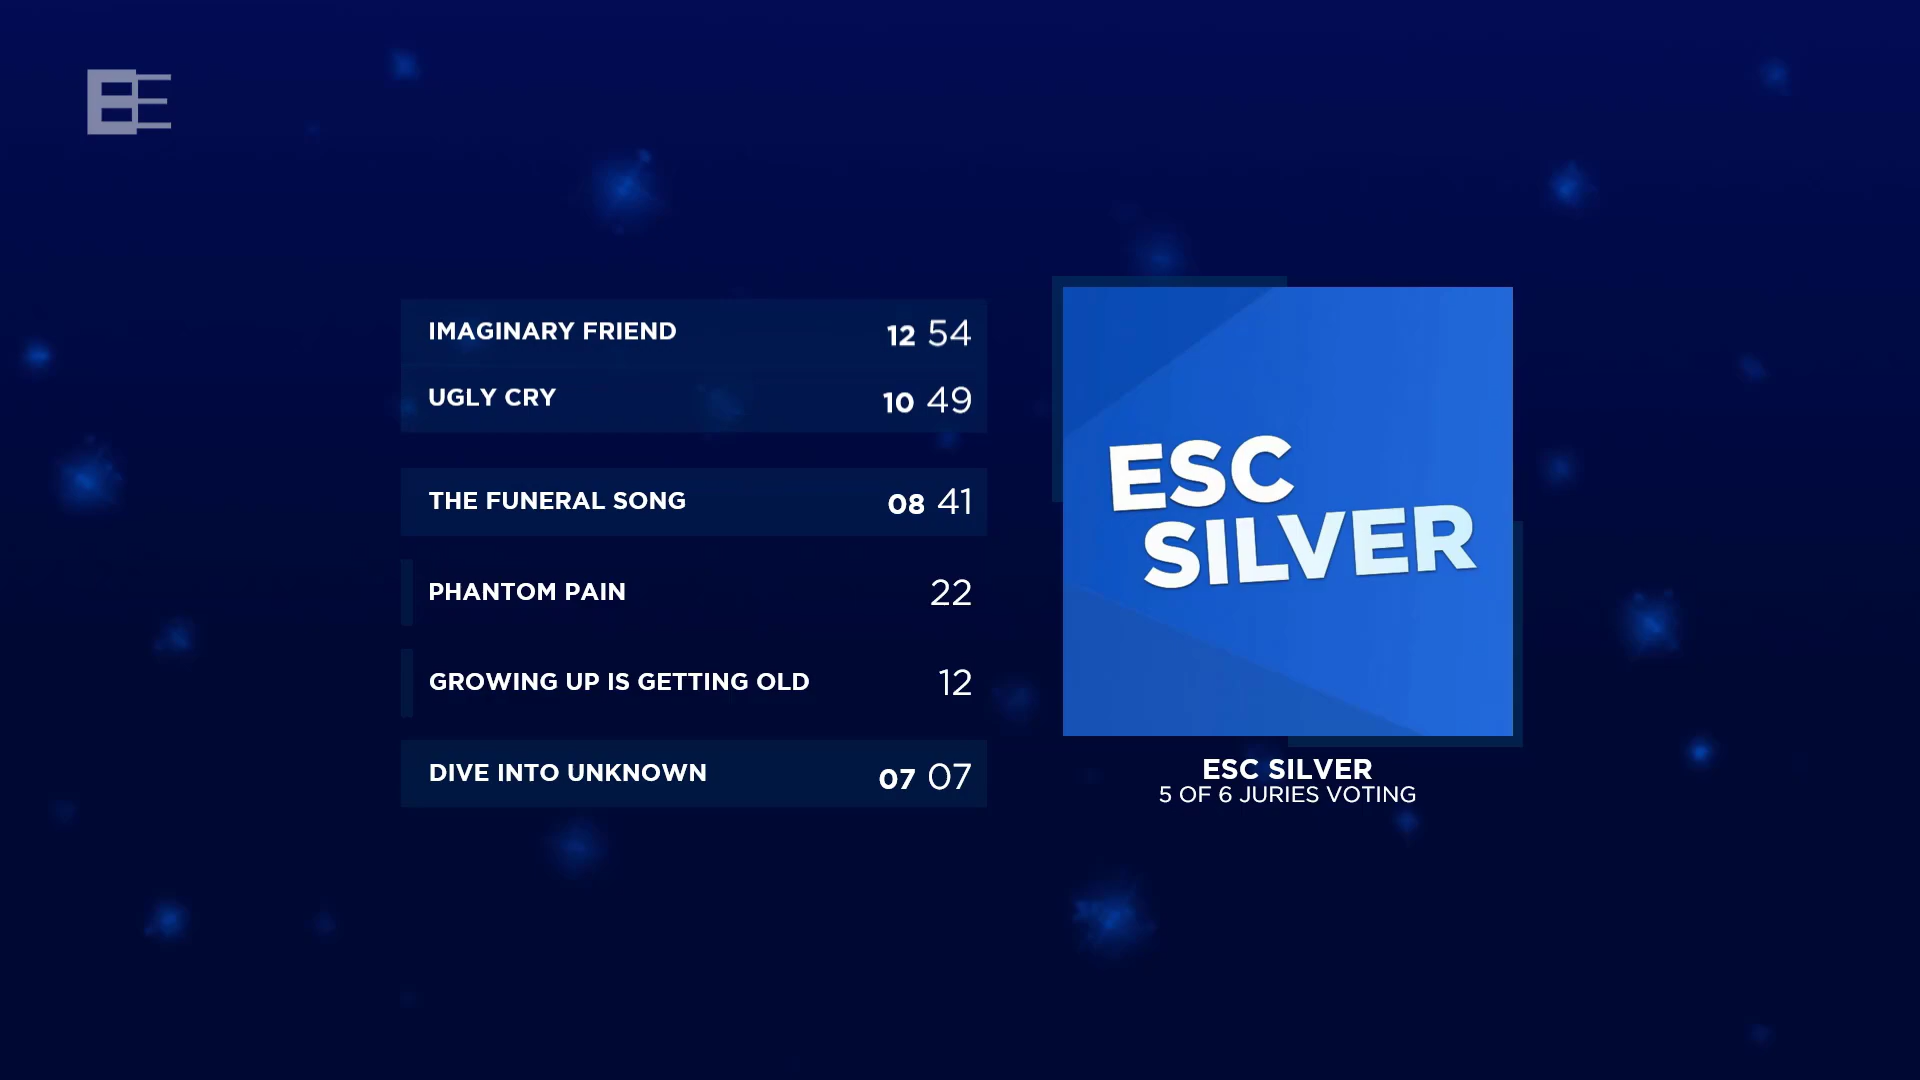 IMAGINARY FRIEND 12 54
UGLY CRY 10 49
THE FUNERAL SONG 08 41
PHANTOM PAIN 22
GROWING UP IS GETTING OLD 12
DIVE INTO UNKNOWN 07 07
ESC
SILVER
ESC SILVER
5 OF 6 JURIES VOTING